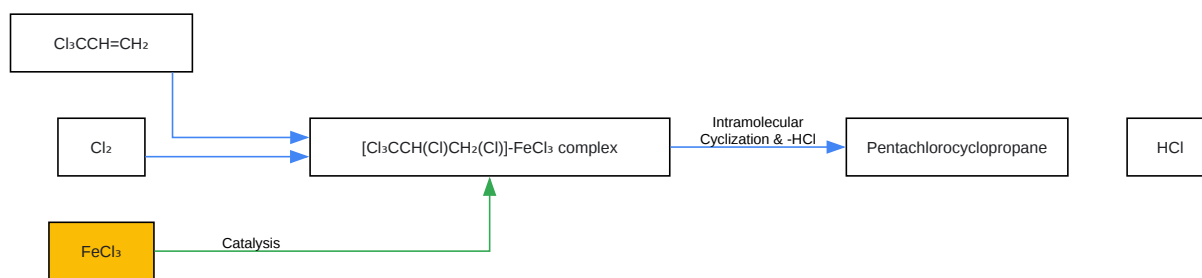 Cl₃CCH=CH₂
Cl₂
[Cl₃CCH(Cl)CH₂(Cl)]-FeCl₃ complex
Intramolecular
Cyclization & -HCl
Pentachlorocyclopropane
HCl
FeCl₃
Catalysis